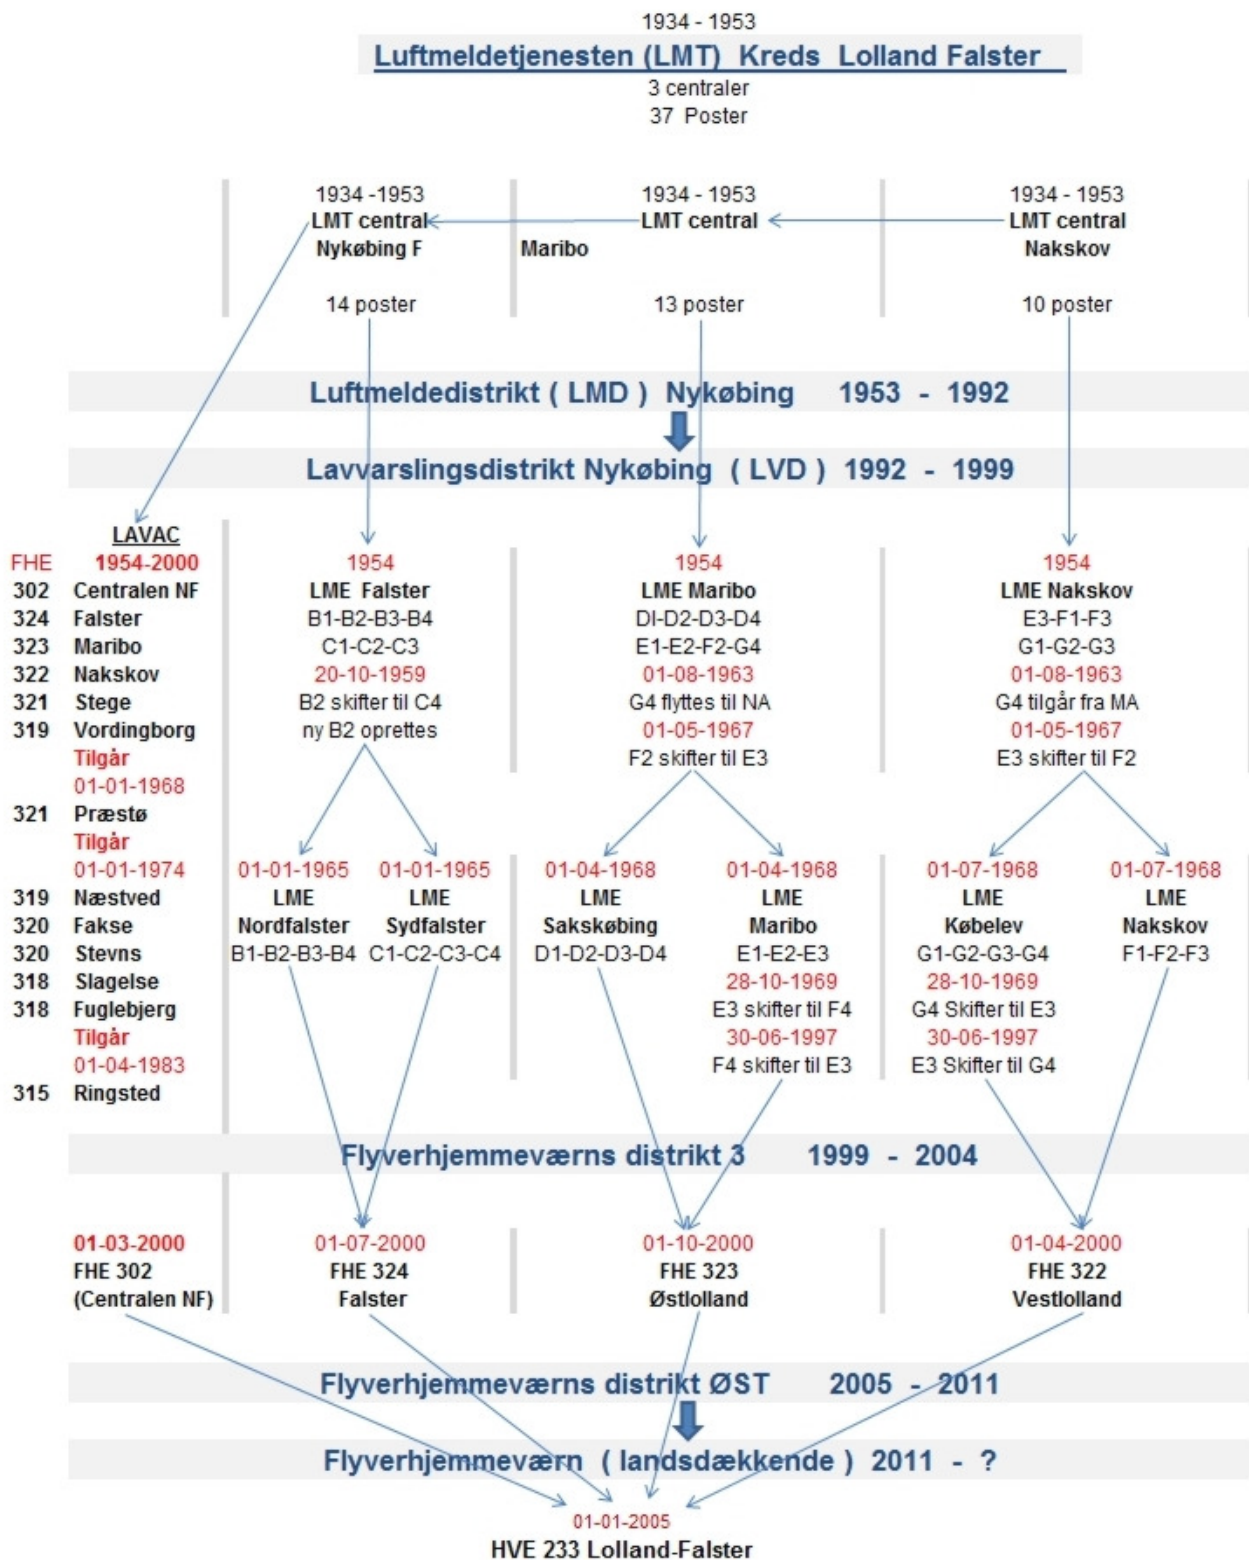 1934 - 1953
Luftmeldetjenesten (LMT) Kreds Lolland Falster
3 centraler
37 Poster
1934 -1953 1934 - 1953 1934 - 1953
LMT central LMT central LMT central
Nykøbing F Maribo Nakskov
14 poster 13 poster 10 poster
Luftmeldedistrikt ( LMD ) Nykøbing 1953 - 1992
Lavvarslingsdistrikt Nykøbing ( LVD ) 1992 - 1999
LAVAC
FHE 1954-2000 1954 1954 1954
302 Centralen NF LME Falster LME Maribo LME Nakskov
324 Falster B1-B2-B3-B4 DI-D2-D3-D4 E3-F1-F3
323 Maribo C1-C2-C3 E1-E2-F2-G4 G1-G2-G3
322 Nakskov 20-10-1959 01-08-1963 01-08-1963
321 Stege B2 skifter til C4 G4 flyttes til NA G4 tilgår fra MA
319 Vordingborg ny B2 oprettes 01-05-1967 01-05-1967
Tilgår F2 skifter til E3 E3 skifter til F2
01-01-1968
321 Præstø
Tilgår
01-01-1974 01-01-1965 01-01-1965 01-04-1968 01-04-1968 01-07-1968 01-07-1968
319 Næstved LME LME LME LME LME LME
320 Fakse Nordfalster Sydfalster Sakskøbing Maribo Købelev Nakskov
320 Stevns B1-B2-B3-B4 C1-C2-C3-C4 D1-D2-D3-D4 E1-E2-E3 G1-G2-G3-G4 F1-F2-F3
318 Slagelse 28-10-1969 28-10-1969
318 Fuglebjerg E3 skifter til F4 G4 Skifter til E3
Tilgår 30-06-1997 30-06-1997
01-04-1983 F4 skifter til E3 E3 Skifter til G4
315 Ringsted
Flyverhjemmeværns distrikt 3 1999 - 2004
01-03-2000 01-07-2000 01-10-2000 01-04-2000
FHE 302 FHE 324 FHE 323 FHE 322
(Centralen NF) Falster Østlolland Vestlolland
Flyverhjemmeværns distrikt ØST 2005 - 2011
Flyverhjemmeværn ( landsdækkende ) 2011 - ?
01-01-2005
HVE 233 Lolland-Falster